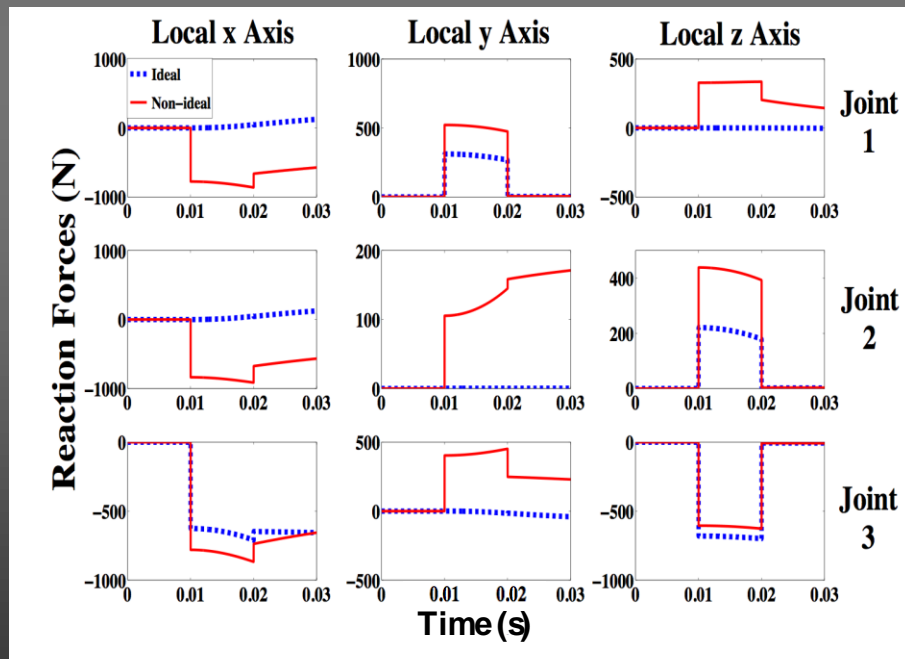 Local x Axis Local y Axis Local z Axis
Reaction Forces (N)
1000 1000 500
Ideal
Non-ideal
Joint
1
0 500 0
−1000 0 −500
0 0.01 0.02 0.03 0 0.01 0.02 0.03 0 0.01 0.02 0.03
1000 200
400
Joint
2
0 100 200
−1000 0 0
0 0.01 0.02 0.03 0 0.01 0.02 0.03 0 0.01 0.02 0.03
0 500 0
Joint
3
−500 0 −500
−1000 −500 −1000
0 0.01 0.02 0.03 0 0.01 0.02 0.03 0 0.01 0.02 0.03
Time (s)